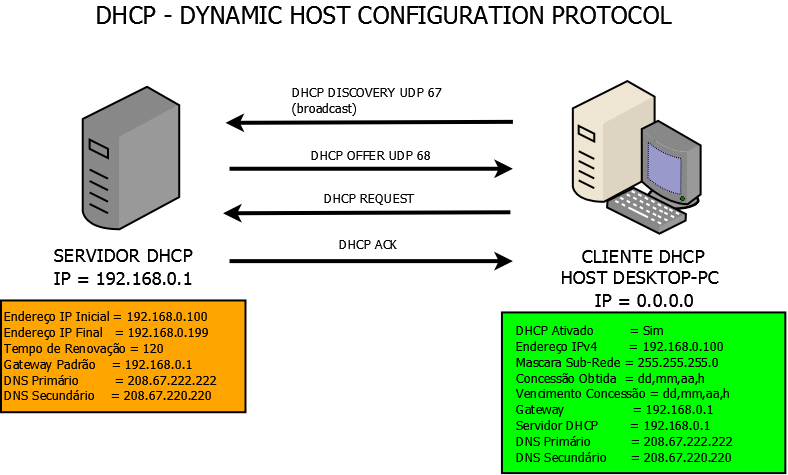 DHCP - DYNAMIC HOST CONFIGURATION PROTOCOL
DHCP DISCOVERY UDP 67
(broadcast)
DHCP OFFER UDP 68
DHCP REQUEST
DHCP ACK
SERVIDOR DHCP
IP = 192.168.0.1
CLIENTE DHCP
HOST DESKTOP-PC
IP = 0.0.0.0
Endereço IP Inicial = 192.168.0.100
Endereço IP Final = 192.168.0.199
Tempo de Renovação = 120
Gateway Padrão = 192.168.0.1
DNS Primário = 208.67.222.222
DNS Secundário = 208.67.220.220
DHCP Ativado = Sim
Endereço IPv4 = 192.168.0.100
Mascara Sub-Rede = 255.255.255.0
Concessão Obtida = dd,mm,aa,h
Vencimento Concessão = dd,mm,aa,h
Gateway = 192.168.0.1
Servidor DHCP = 192.168.0.1
DNS Primário = 208.67.222.222
DNS Secundário = 208.67.220.220